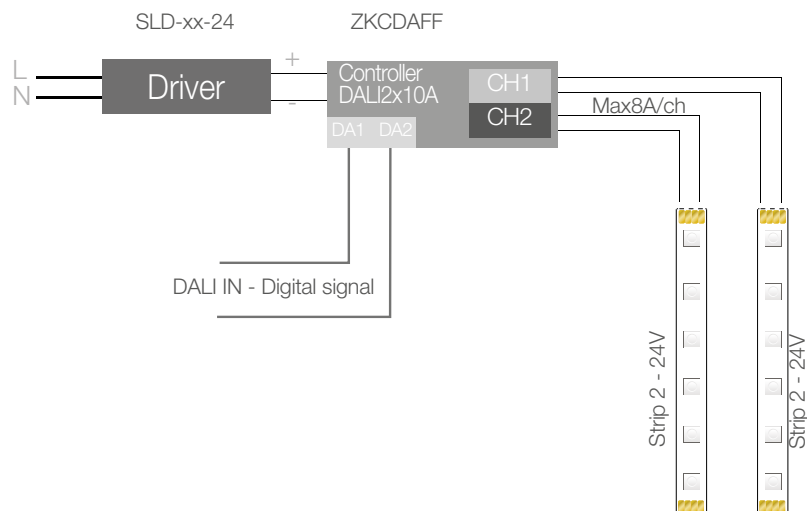 SLD-xx-24
ZKCDAFF
L
N
Driver
+
-
Controller
DALI2x10A
CH1
CH2
DA1 DA2
Max8A/ch
DALI IN - Digital signal
Strip 2 - 24V
Strip 2 - 24V